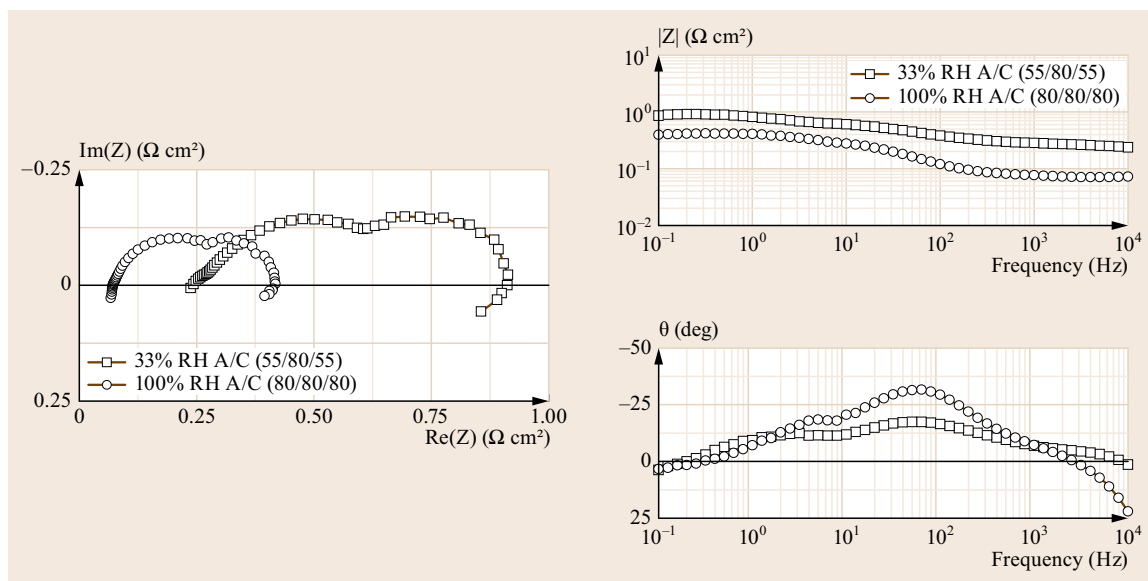 Im(Z) (Ω cm²)
−0.25
0
0.25
33% RH A/C (55/80/55)
100% RH A/C (80/80/80)
0 0.25 0.50 0.75 1.00
Re(Z) (Ω cm²)
|Z| (Ω cm²)
10¹
10⁰
10⁻¹
10⁻²
33% RH A/C (55/80/55)
100% RH A/C (80/80/80)
10⁻¹ 10⁰ 10¹ 10² 10³ 10⁴
Frequency (Hz)
θ (deg)
−50
−25
0
25
10⁻¹ 10⁰ 10¹ 10² 10³ 10⁴
Frequency (Hz)